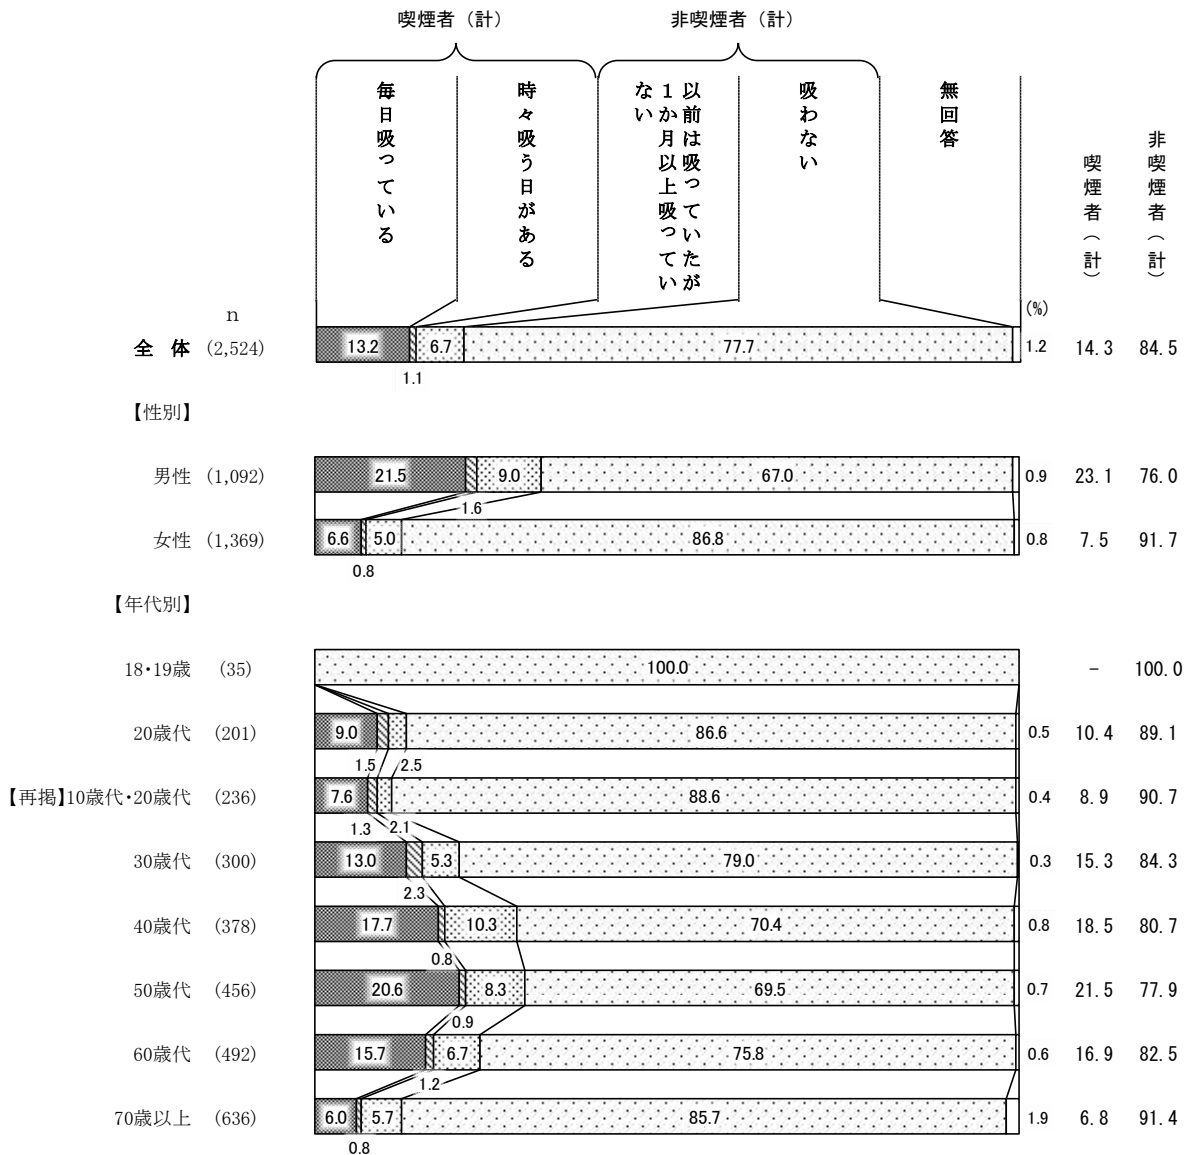 喫煙者（計）
非喫煙者（計）
毎日吸っている
時々吸う日がある
以前は吸っていたが
１か月以上吸ってい
ない
吸わない
無回答
喫煙者（計）
非喫煙者（計）
(%)
n
全 体 (2,524) 13.2 6.7 77.7 1.2 14.3 84.5
1.1
【性別】
男性 (1,092) 21.5 9.0 67.0 0.9 23.1 76.0
1.6
女性 (1,369) 6.6 5.0 86.8 0.8 7.5 91.7
0.8
【年代別】
18・19歳 (35) 100.0 － 100.0
20歳代 (201) 9.0 86.6 0.5 10.4 89.1
1.5 2.5
【再掲】10歳代・20歳代 (236) 7.6 88.6 0.4 8.9 90.7
1.3 2.1
30歳代 (300) 13.0 5.3 79.0 0.3 15.3 84.3
2.3
40歳代 (378) 17.7 10.3 70.4 0.8 18.5 80.7
0.8
50歳代 (456) 20.6 8.3 69.5 0.7 21.5 77.9
0.9
60歳代 (492) 15.7 6.7 75.8 0.6 16.9 82.5
1.2
70歳以上 (636) 6.0 5.7 85.7 1.9 6.8 91.4
0.8